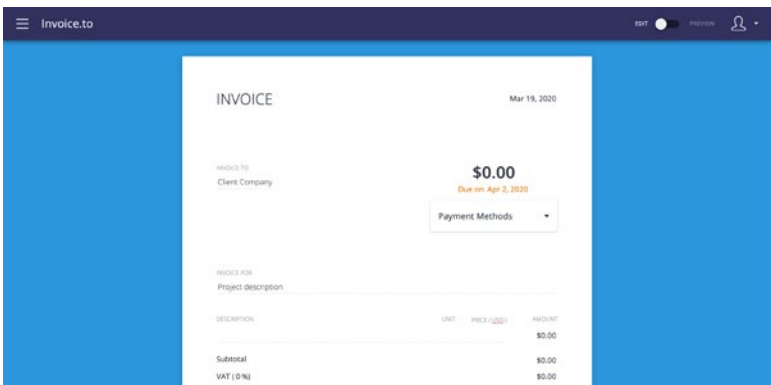 Invoice.to
EDIT
PREVIEW
INVOICE
Mar 19, 2020
INVOICE TO
Client Company
$0.00
Due on Apr 2, 2020
Payment Methods
INVOICE FOR
Project description
DESCRIPTION UNIT PRICE ( USD ) AMOUNT
$0.00
Subtotal $0.00
VAT ( 0 %) $0.00